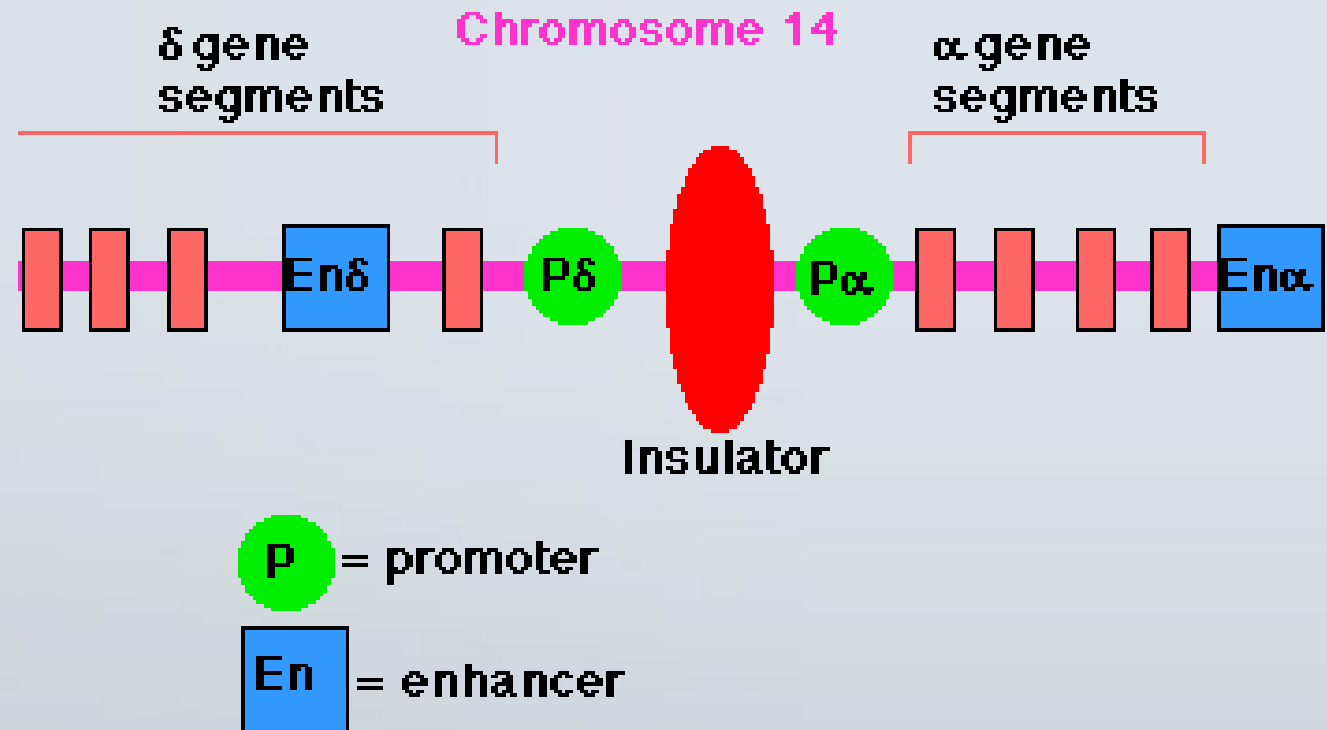 Chromosome 14
δ gene
segments
α gene
segments
Enδ
Pδ
Pα
Enα
Insulator
P = promoter
En = enhancer